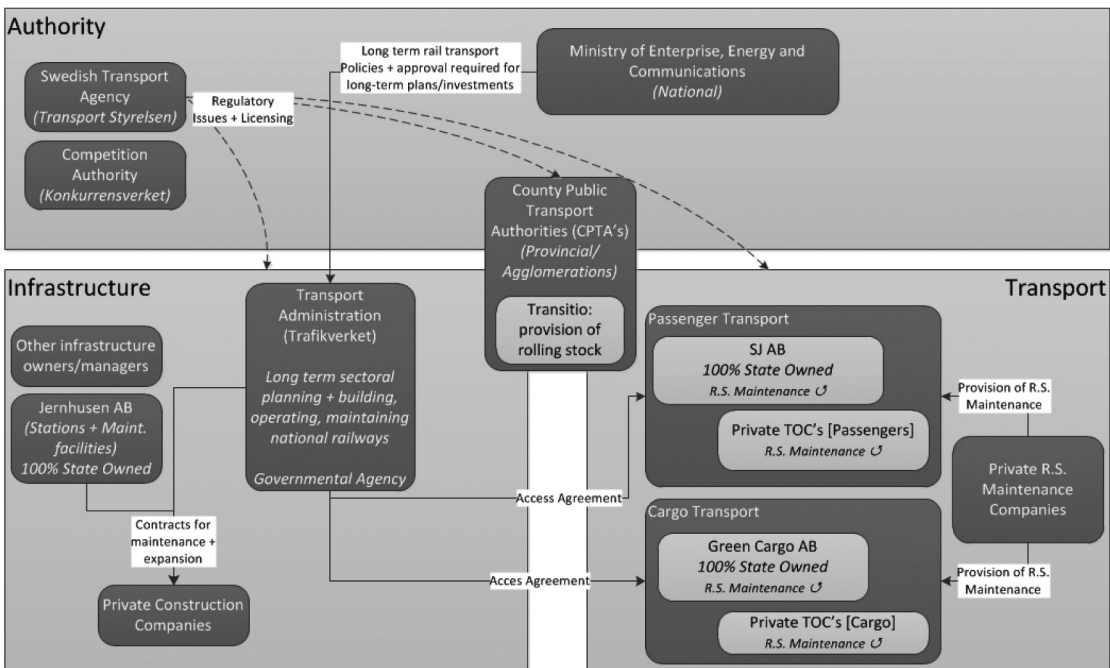 Authority
Swedish Transport
Agency
(Transport Styrelsen)
Competition
Authority
(Konkurrensverket)
Regulatory
Issues + Licensing
Long term rail transport
Policies + approval required for
long-term plans/investments
Ministry of Enterprise, Energy and
Communications
(National)
County Public
Transport
Authorities (CPTA's)
(Provincial/
Agglomerations)
Transitio:
provision of
rolling stock
Infrastructure
Other infrastructure
owners/managers
Jernhusen AB
(Stations + Maint.
facilities)
100% State Owned
Transport
Administration
(Trafikverket)
Long term sectoral
planning + building,
operating, maintaining
national railways
Governmental Agency
Contracts for
maintenance +
expansion
Private Construction
Companies
Access Agreement
Acces Agreement
Transport
Passenger Transport
SJ AB
100% State Owned
R.S. Maintenance ↺
Private TOC's [Passengers]
R.S. Maintenance ↺
Cargo Transport
Green Cargo AB
100% State Owned
R.S. Maintenance ↺
Private TOC's [Cargo]
R.S. Maintenance ↺
Provision of R.S.
Maintenance
Private R.S.
Maintenance
Companies
Provision of R.S.
Maintenance